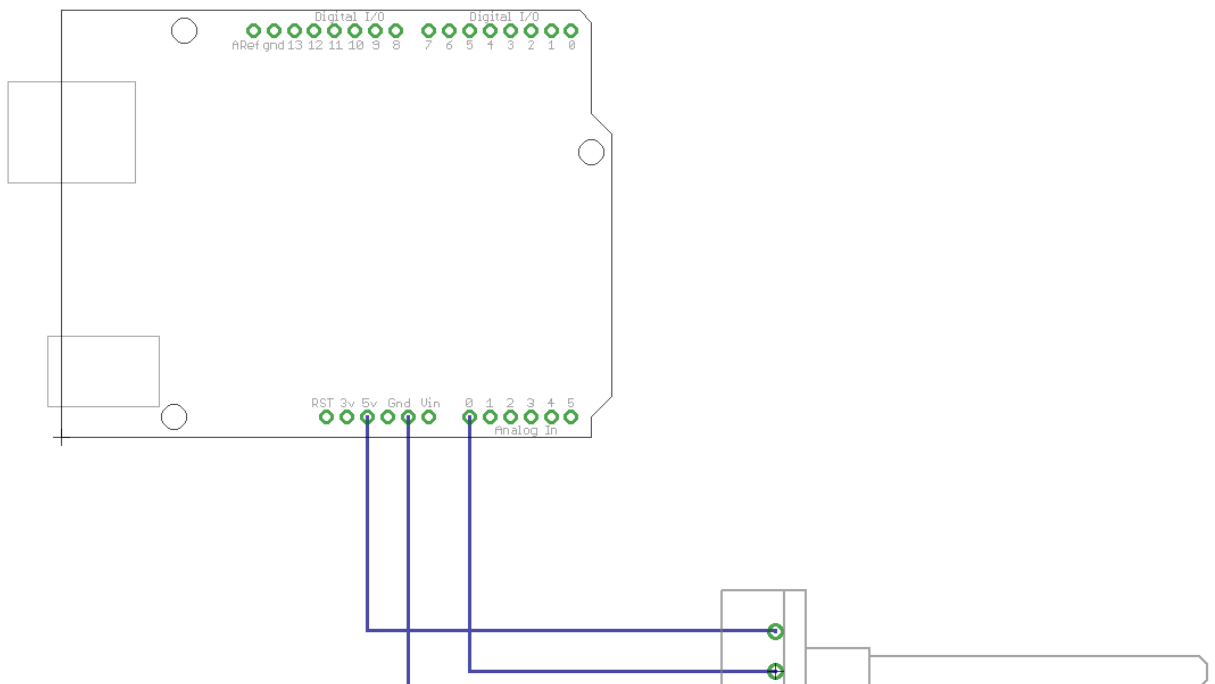 Digital I/O Digital I/O
ARef gnd 13 12 11 10 9 8 7 6 5 4 3 2 1 0
RST 3v 5v Gnd Vin 0 1 2 3 4 5
Analog In